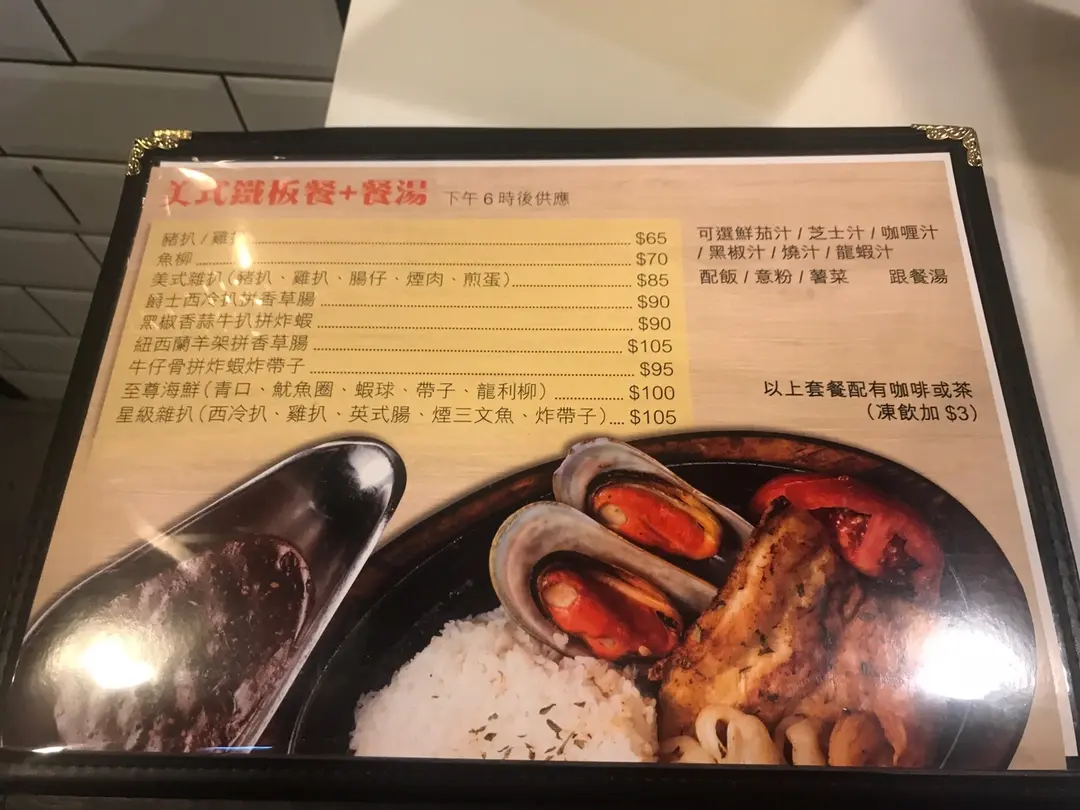 美式鐵板餐+餐湯 下午6時後供應
豬扒/雞扒 $65
魚柳 $70
美式雜扒(豬扒、雞扒、腸仔、煙肉、煎蛋) $85
爵士西冷扒拼香草腸 $90
黑椒香蒜牛扒拼炸蝦 $90
紐西蘭羊架拼香草腸 $105
牛仔骨拼炸蝦炸帶子 $95
至尊海鮮(青口、魷魚圈、蝦球、帶子、龍利柳) $100
星級雜扒(西冷扒、雞扒、英式腸、煙三文魚、炸帶子) $105
可選鮮茄汁/芝士汁/咖喱汁
/黑椒汁/燒汁/龍蝦汁
配飯/意粉/薯菜 跟餐湯
以上套餐配有咖啡或茶
(凍飲加 $3)